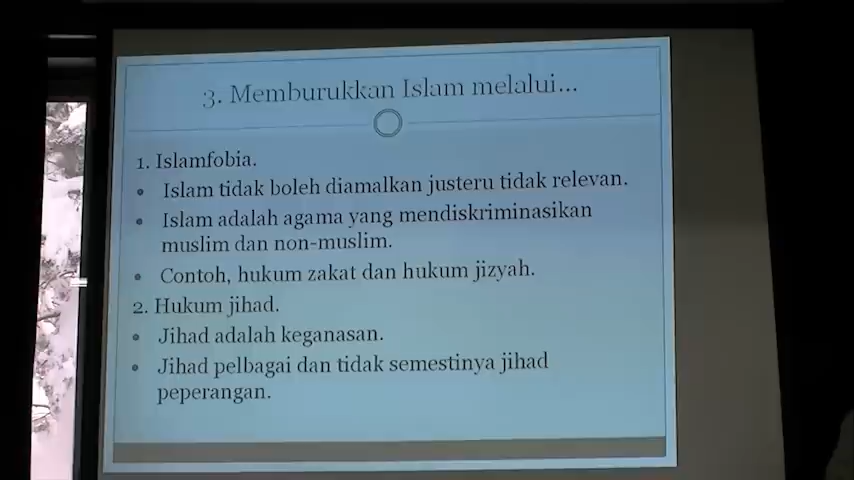 3. Memburukkan Islam melalui...
1. Islamfobia.
• Islam tidak boleh diamalkan justeru tidak relevan.
• Islam adalah agama yang mendiskriminasikan
muslim dan non-muslim.
• Contoh, hukum zakat dan hukum jizyah.
2. Hukum jihad.
• Jihad adalah keganasan.
• Jihad pelbagai dan tidak semestinya jihad
peperangan.